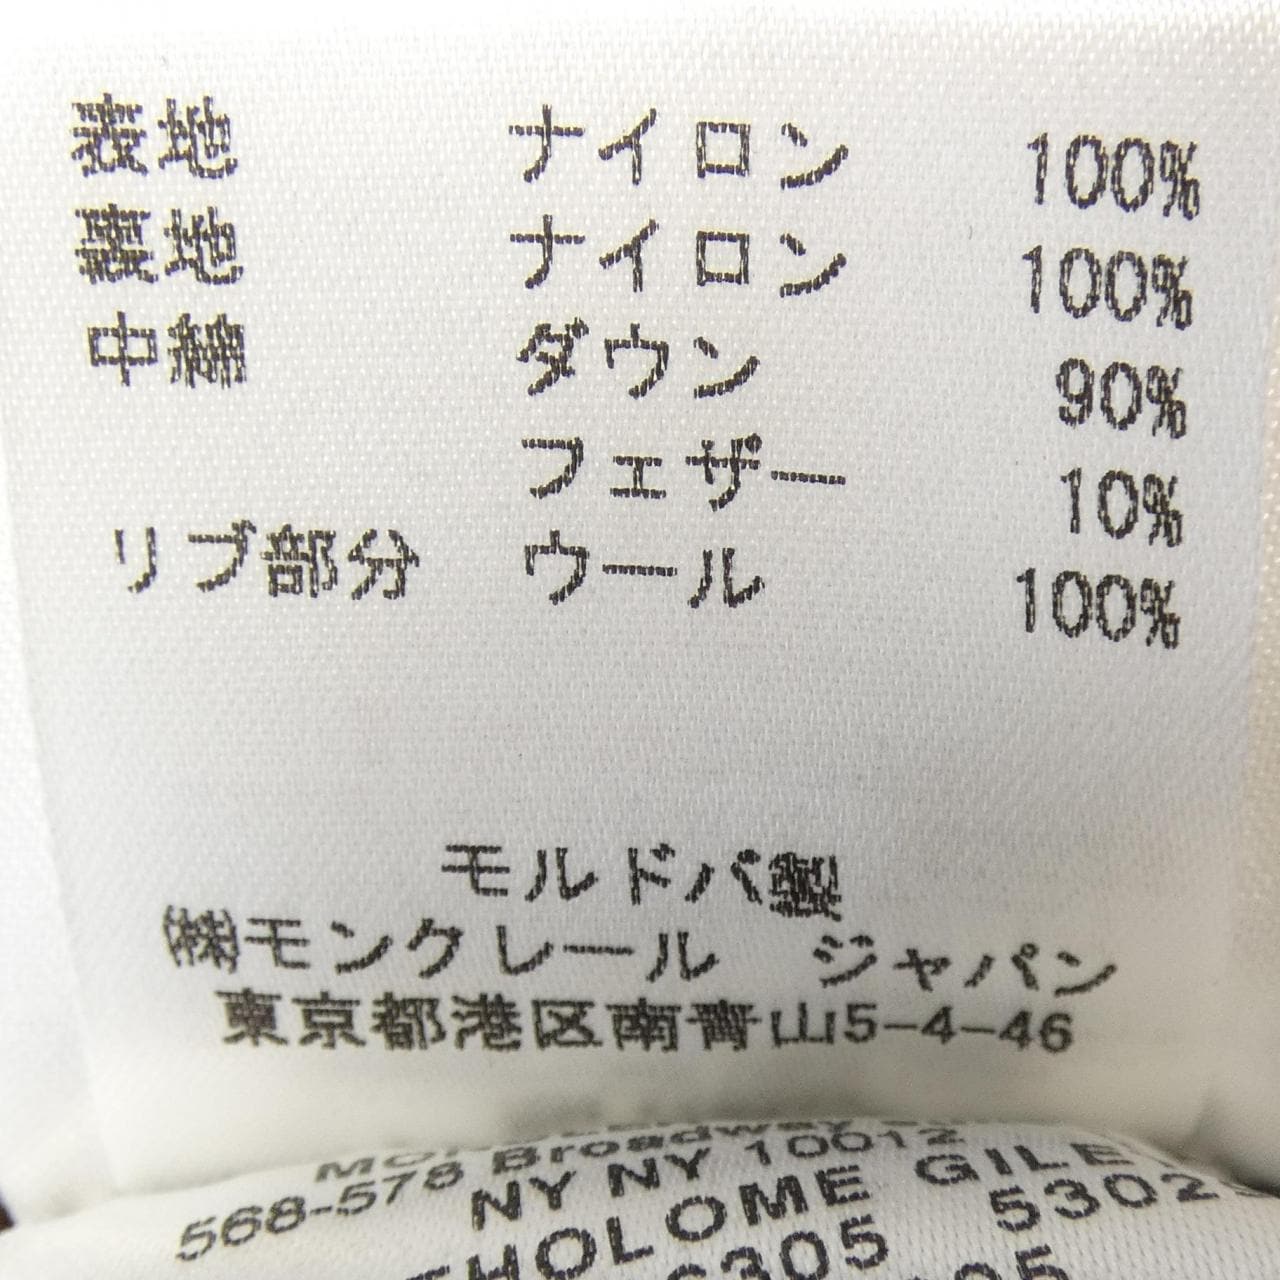 表地 ナイロン 100%
裏地 ナイロン 100%
中綿 ダウン 90%
フェザー 10%
リブ部分 ウール 100%
モルドバ製
㈱モンクレール ジャパン
東京都港区南青山5-4-46
568-578 Broadway
NY NY 10012
THOLOME GILE
5302
305